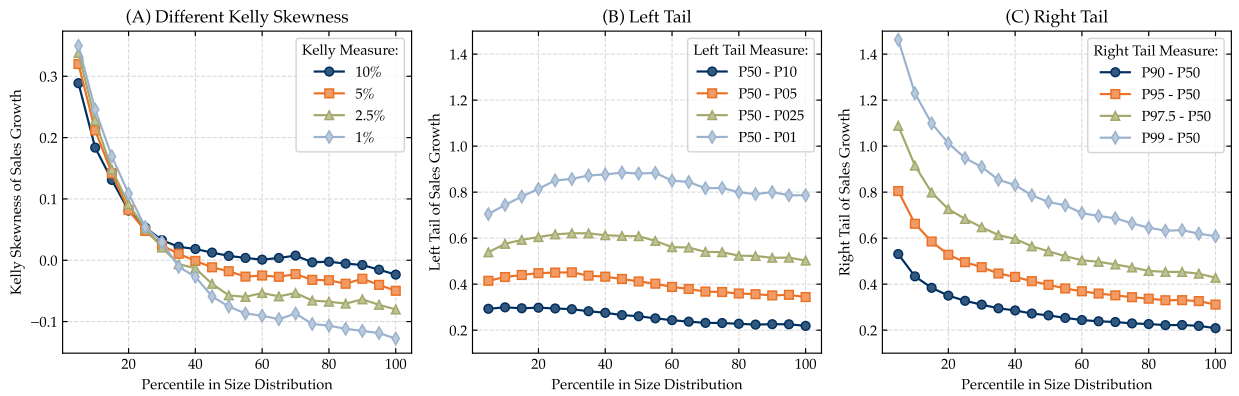 (A) Different Kelly Skewness
Kelly Skewness of Sales Growth
0.3
0.2
0.1
0.0
−0.1
Kelly Measure:
10%
5%
2.5%
1%
20
40
60
80
100
Percentile in Size Distribution
(B) Left Tail
Left Tail of Sales Growth
1.4
1.2
1.0
0.8
0.6
0.4
0.2
Left Tail Measure:
P50 - P10
P50 - P05
P50 - P025
P50 - P01
20
40
60
80
100
Percentile in Size Distribution
(C) Right Tail
Right Tail of Sales Growth
1.4
1.2
1.0
0.8
0.6
0.4
0.2
Right Tail Measure:
P90 - P50
P95 - P50
P97.5 - P50
P99 - P50
20
40
60
80
100
Percentile in Size Distribution